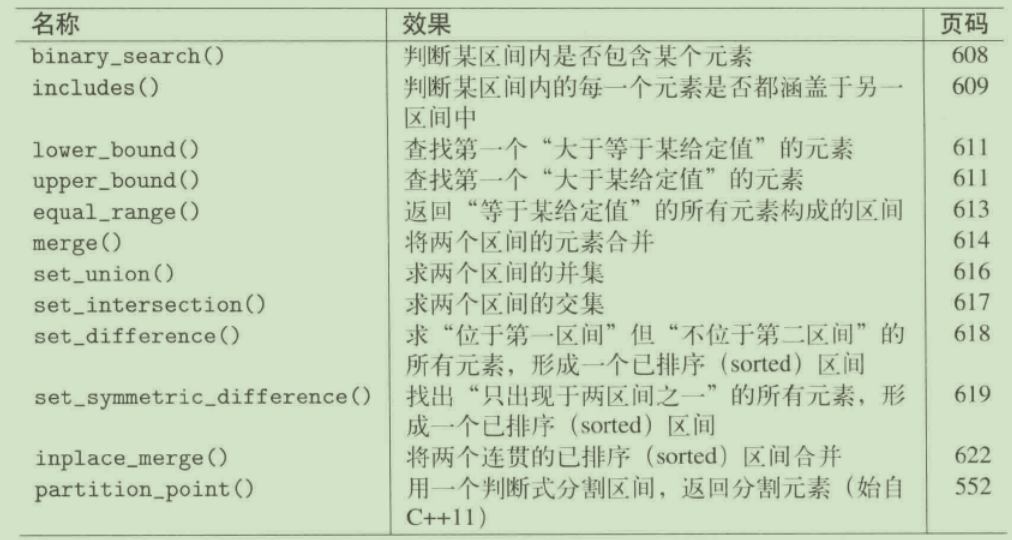 名称 效果 页码
binary_search() 判断某区间内是否包含某个元素 608
includes() 判断某区间内的每一个元素是否都涵盖于另一 609
区间中
lower_bound() 查找第一个“大于等于某给定值”的元素 611
upper_bound() 查找第一个“大于某给定值”的元素 611
equal_range() 返回“等于某给定值”的所有元素构成的区间 613
merge() 将两个区间的元素合并 614
set_union() 求两个区间的并集 616
set_intersection() 求两个区间的交集 617
set_difference() 求“位于第一区间”但“不位于第二区间”的 618
所有元素，形成一个已排序（sorted）区间
set_symmetric_difference() 找出“只出现于两区间之一”的所有元素，形 619
成一个已排序（sorted）区间
inplace_merge() 将两个连贯的已排序（sorted）区间合并 622
partition_point() 用一个判断式分割区间，返回分割元素（始自 552
C++11）